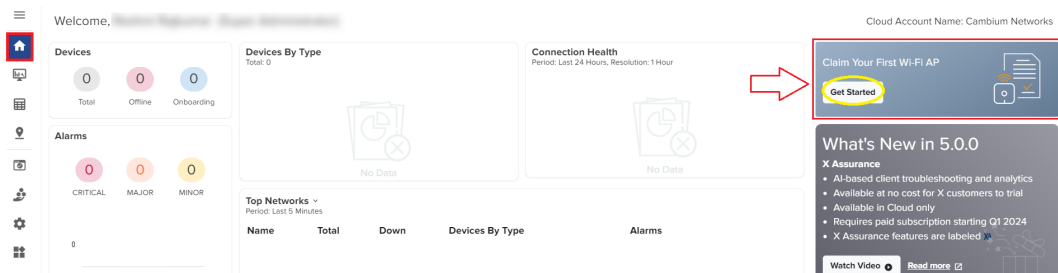 Welcome,
Cloud Account Name: Cambium Networks
Devices
0
0
0
Total
Offline
Onboarding
Devices By Type
Total: 0
No Data
Connection Health
Period: Last 24 Hours, Resolution: 1 Hour
No Data
Claim Your First Wi-Fi AP
Get Started
Alarms
0
0
0
CRITICAL
MAJOR
MINOR
0
Top Networks
Period: Last 5 Minutes
Name Total Down Devices By Type Alarms
What's New in 5.0.0
X Assurance
• AI-based client troubleshooting and analytics
• Available at no cost for X customers to trial
• Available in Cloud only
• Requires paid subscription starting Q1 2024
• X Assurance features are labeled
Watch Video
Read more